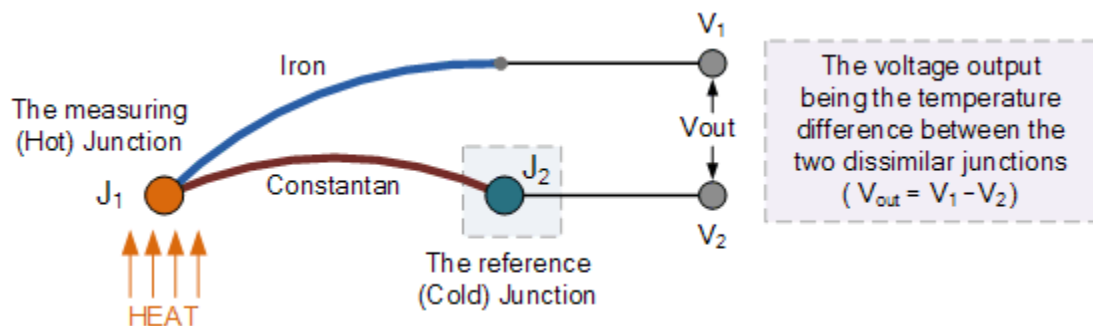 V₁
Iron
The measuring
(Hot) Junction
Vout
J₁
Constantan
J₂
V₂
The reference
(Cold) Junction
HEAT
The voltage output
being the temperature
difference between the
two dissimilar junctions
( Vout = V₁ – V₂)